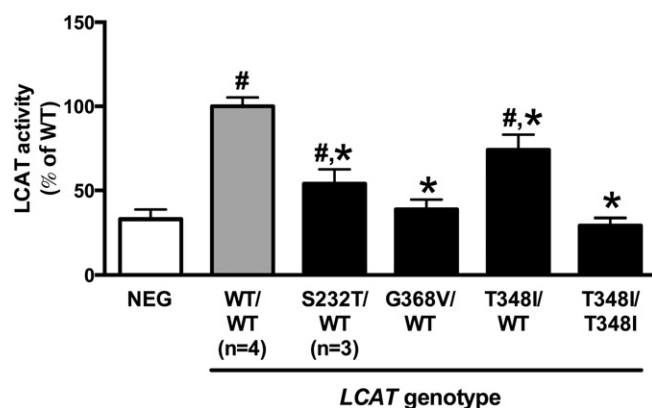 LCAT activity
(% of WT)
150
100
50
0
#
#,*
*
#,*
*
NEG
WT/
WT
(n=4)
S232T/
WT
(n=3)
G368V/
WT
T348I/
WT
T348I/
T348I
LCAT genotype